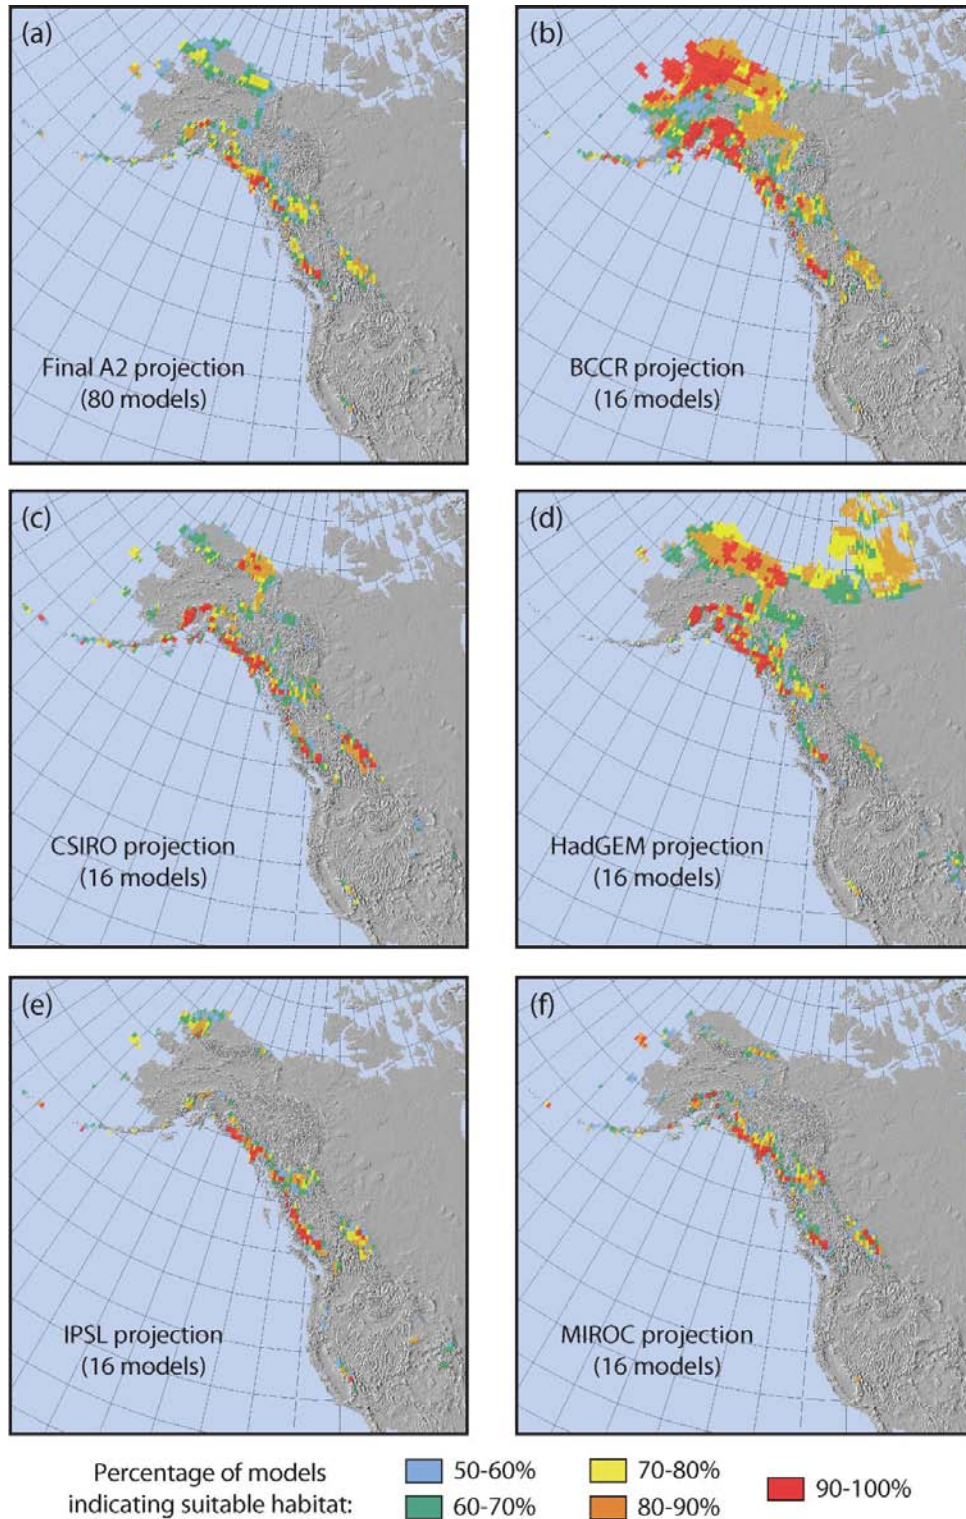 (a)
Final A2 projection
(80 models)
(b)
BCCR projection
(16 models)
(c)
CSIRO projection
(16 models)
(d)
HadGEM projection
(16 models)
(e)
IPSL projection
(16 models)
(f)
MIROC projection
(16 models)
Percentage of models
indicating suitable habitat:
50-60%
60-70%
70-80%
80-90%
90-100%